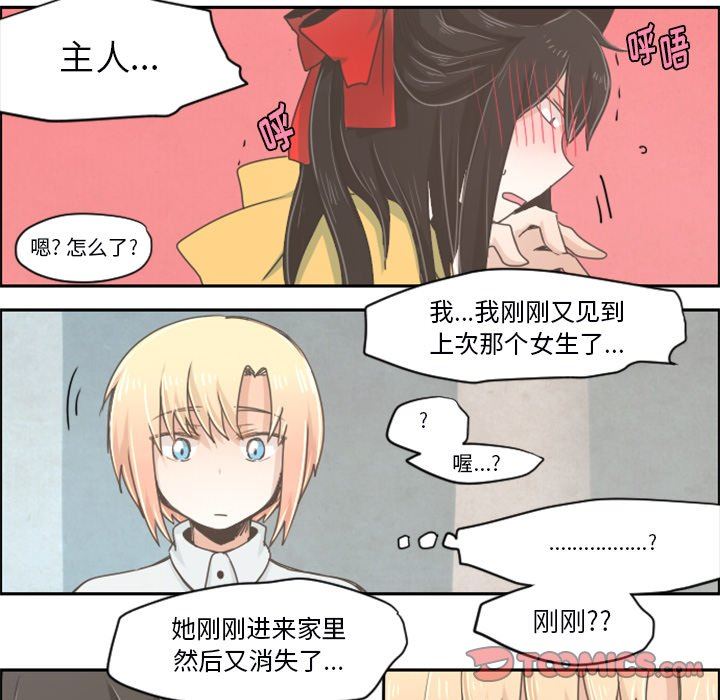 主人...
呼唔
呼
嗯? 怎么了?
我...我刚刚又见到
上次那个女生了...
?
喔...?
..................?
刚刚??
她刚刚进来家里
然后又消失了...
DTCOMICS.COM